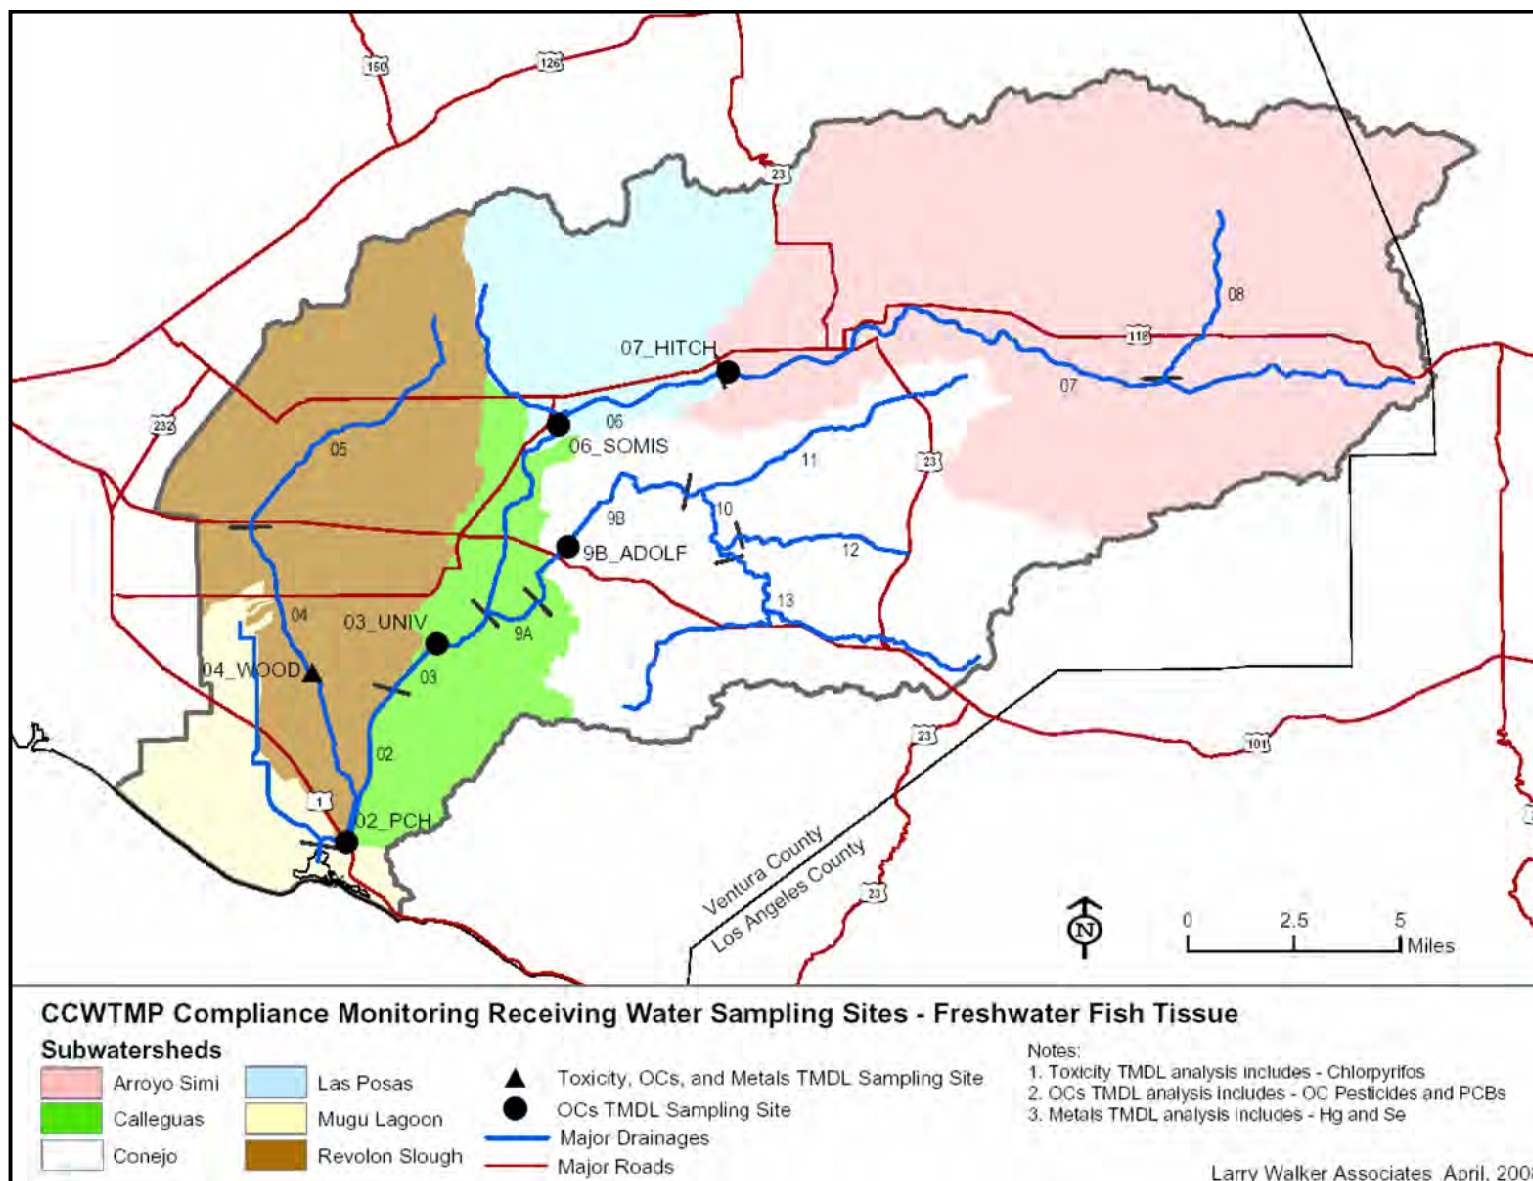 150
126
23
08
118
07_HITCH
07
232
06
06_SOMIS
05
11
23
10
9B
12
9B_ADOLF
04
13
03_UNIV
9A
04_WOOD
03
02
23
101
1
02_PCH
Ventura County
Los Angeles County
23
N
0 2.5 5
Miles
CCWTMP Compliance Monitoring Receiving Water Sampling Sites - Freshwater Fish Tissue
Subwatersheds
Arroyo Simi
Calleguas
Conejo
Las Posas
Mugu Lagoon
Revolon Slough
Toxicity, OCs, and Metals TMDL Sampling Site
OCs TMDL Sampling Site
Major Drainages
Major Roads
Notes:
1. Toxicity TMDL analysis includes - Chlorpyrifos
2. OCs TMDL analysis includes - OC Pesticides and PCBs
3. Metals TMDL analysis includes - Hg and Se
Larry Walker Associates April,